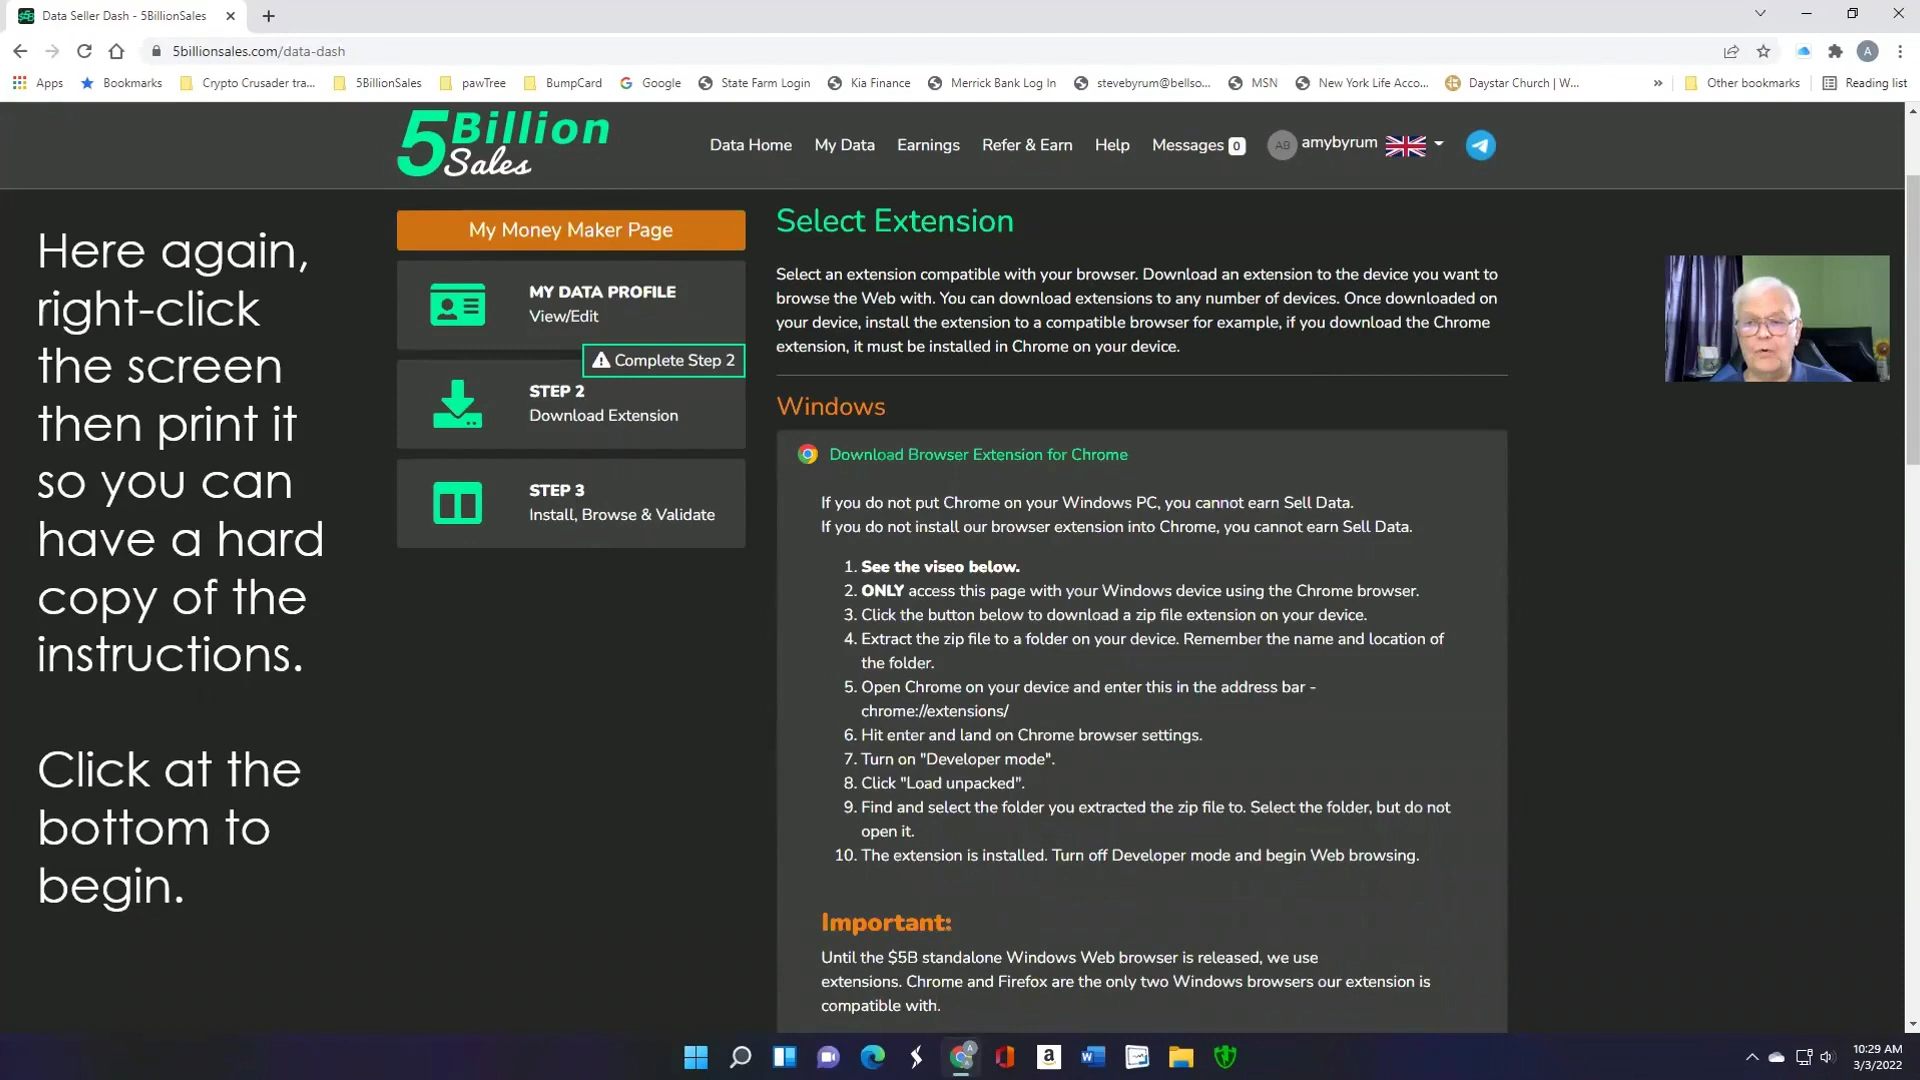 Data Seller Dash - 5BillionSales
5billionsales.com/data-dash
A
Apps
Bookmarks
Crypto Crusader tra...
5BillionSales
pawTree
BumpCard
Google
State Farm Login
Kia Finance
Merrick Bank Log In
stevebyrum@bellso...
MSN
New York Life Acco...
Daystar Church | W...
»
Other bookmarks
Reading list
5Billion
Sales
Data Home
My Data
Earnings
Refer & Earn
Help
Messages 0
AB
amybyrum
Here again,
right-click
the screen
then print it
so you can
have a hard
copy of the
instructions.
Click at the
bottom to
begin.
My Money Maker Page
MY DATA PROFILE
View/Edit
Complete Step 2
STEP 2
Download Extension
STEP 3
Install, Browse & Validate
Select Extension
Select an extension compatible with your browser. Download an extension to the device you want to
browse the Web with. You can download extensions to any number of devices. Once downloaded on
your device, install the extension to a compatible browser for example, if you download the Chrome
extension, it must be installed in Chrome on your device.
Windows
Download Browser Extension for Chrome
If you do not put Chrome on your Windows PC, you cannot earn Sell Data.
If you do not install our browser extension into Chrome, you cannot earn Sell Data.
1. See the viseo below.
2. ONLY access this page with your Windows device using the Chrome browser.
3. Click the button below to download a zip file extension on your device.
4. Extract the zip file to a folder on your device. Remember the name and location of
the folder.
5. Open Chrome on your device and enter this in the address bar -
chrome://extensions/
6. Hit enter and land on Chrome browser settings.
7. Turn on "Developer mode".
8. Click "Load unpacked".
9. Find and select the folder you extracted the zip file to. Select the folder, but do not
open it.
10. The extension is installed. Turn off Developer mode and begin Web browsing.
Important:
Until the $5B standalone Windows Web browser is released, we use
extensions. Chrome and Firefox are the only two Windows browsers our extension is
compatible with.
10:29 AM
3/3/2022